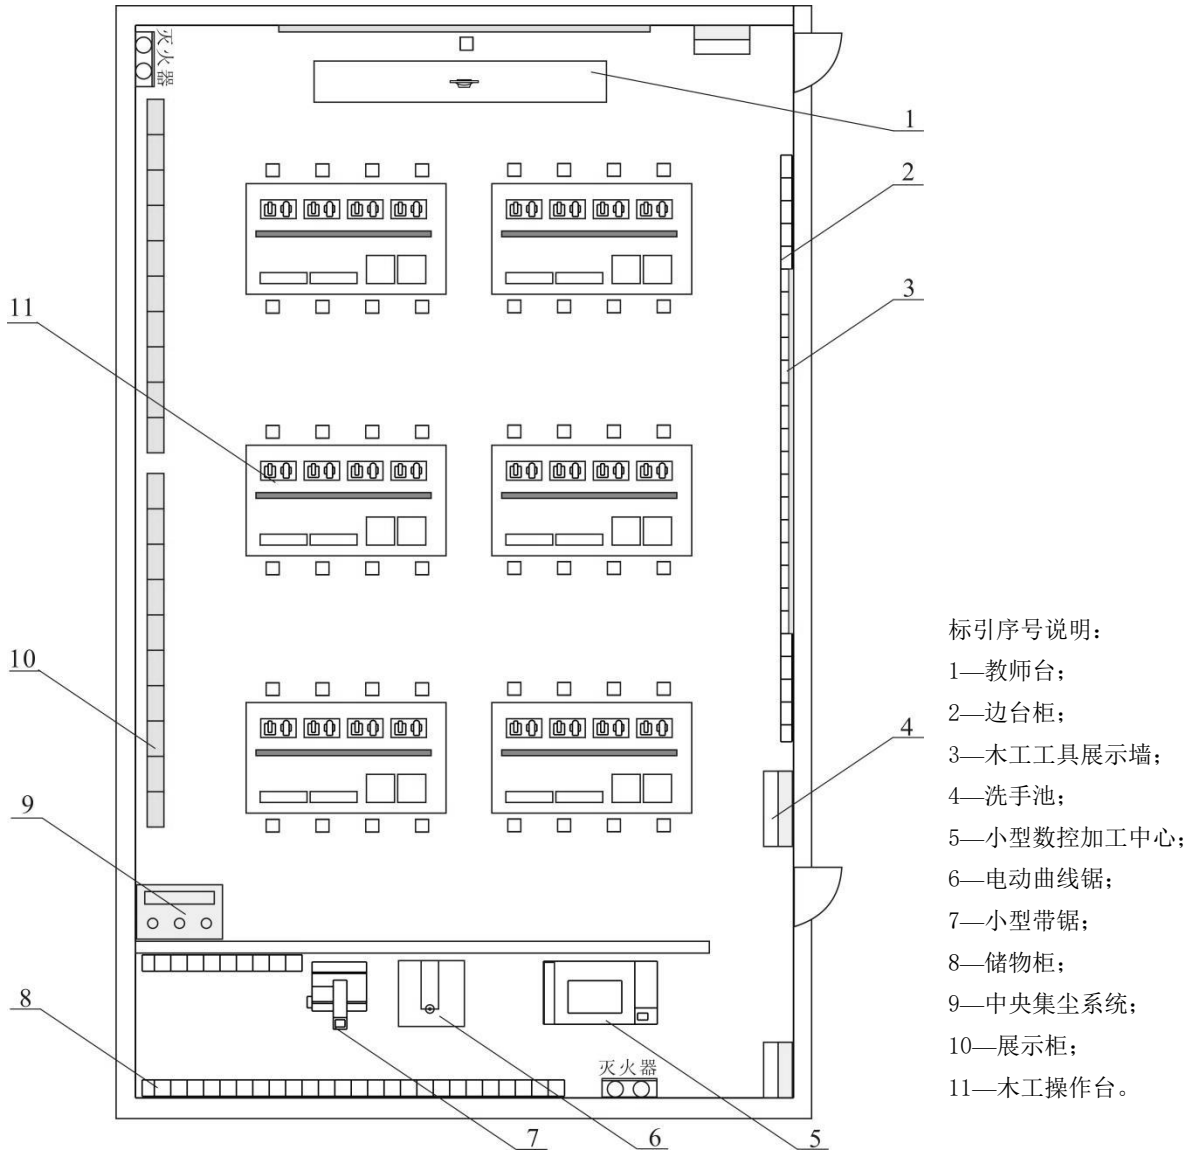 灭火器
1
2
3
11
10
4
9
8
灭火器
7
6
5
标引序号说明：
1—教师台；
2—边台柜；
3—木工工具展示墙；
4—洗手池；
5—小型数控加工中心；
6—电动曲线锯；
7—小型带锯；
8—储物柜；
9—中央集尘系统；
10—展示柜；
11—木工操作台。